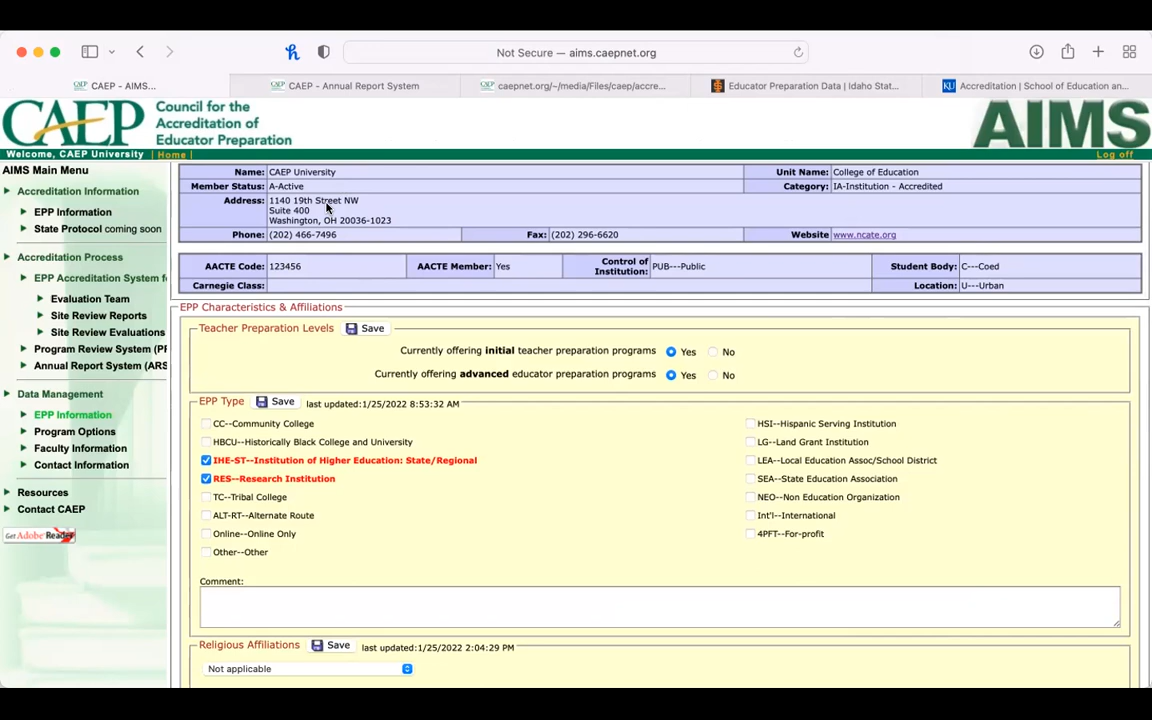 Not Secure — aims.caepnet.org
CAEP - AIMS...
CAEP - Annual Report System
caepnet.org/~/media/Files/caep/accre...
Educator Preparation Data | Idaho Stat...
KU
Accreditation | School of Education an...
CAEP
Council for the
Accreditation of
Educator Preparation
AIMS
Welcome, CAEP University | Home |
Log off
AIMS Main Menu
Accreditation Information
EPP Information
State Protocol coming soon
Accreditation Process
EPP Accreditation System f
Evaluation Team
Site Review Reports
Site Review Evaluations
Program Review System (PR
Annual Report System (ARS
Data Management
EPP Information
Program Options
Faculty Information
Contact Information
Resources
Contact CAEP
Get Adobe Reader
Name: CAEP University
Unit Name: College of Education
Member Status: A-Active
Category: IA-Institution - Accredited
Address: 1140 19th Street NW
Suite 400
Washington, OH 20036-1023
Phone: (202) 466-7496
Fax: (202) 296-6620
Website www.ncate.org
AACTE Code: 123456
AACTE Member: Yes
Control of
Institution: PUB---Public
Student Body: C---Coed
Carnegie Class:
Location: U---Urban
EPP Characteristics & Affiliations
Teacher Preparation Levels Save
Currently offering initial teacher preparation programs Yes No
Currently offering advanced educator preparation programs Yes No
EPP Type Save last updated:1/25/2022 8:53:32 AM
CC--Community College
HSI--Hispanic Serving Institution
HBCU--Historically Black College and University
LG--Land Grant Institution
IHE-ST--Institution of Higher Education: State/Regional
LEA--Local Education Assoc/School District
RES--Research Institution
SEA--State Education Association
TC--Tribal College
NEO--Non Education Organization
ALT-RT--Alternate Route
Int'l--International
Online--Online Only
4PFT--For-profit
Other--Other
Comment:
Religious Affiliations Save last updated:1/25/2022 2:04:29 PM
Not applicable